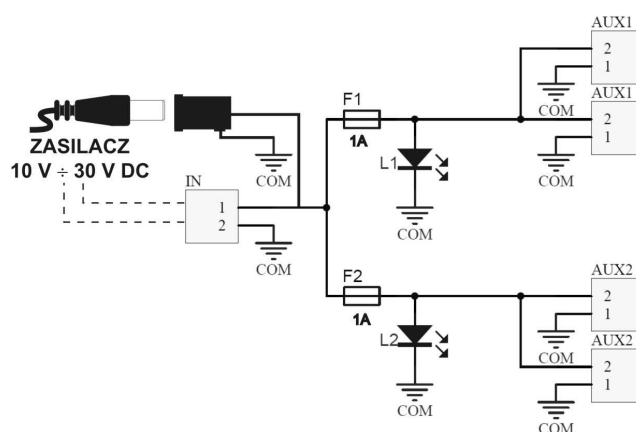 AUX1
2
1
COM
AUX1
2
1
COM
F1
1A
L1
COM
COM
ZASILACZ
10 V ÷ 30 V DC
IN
1
2
COM
F2
1A
L2
COM
AUX2
2
1
COM
AUX2
2
1
COM